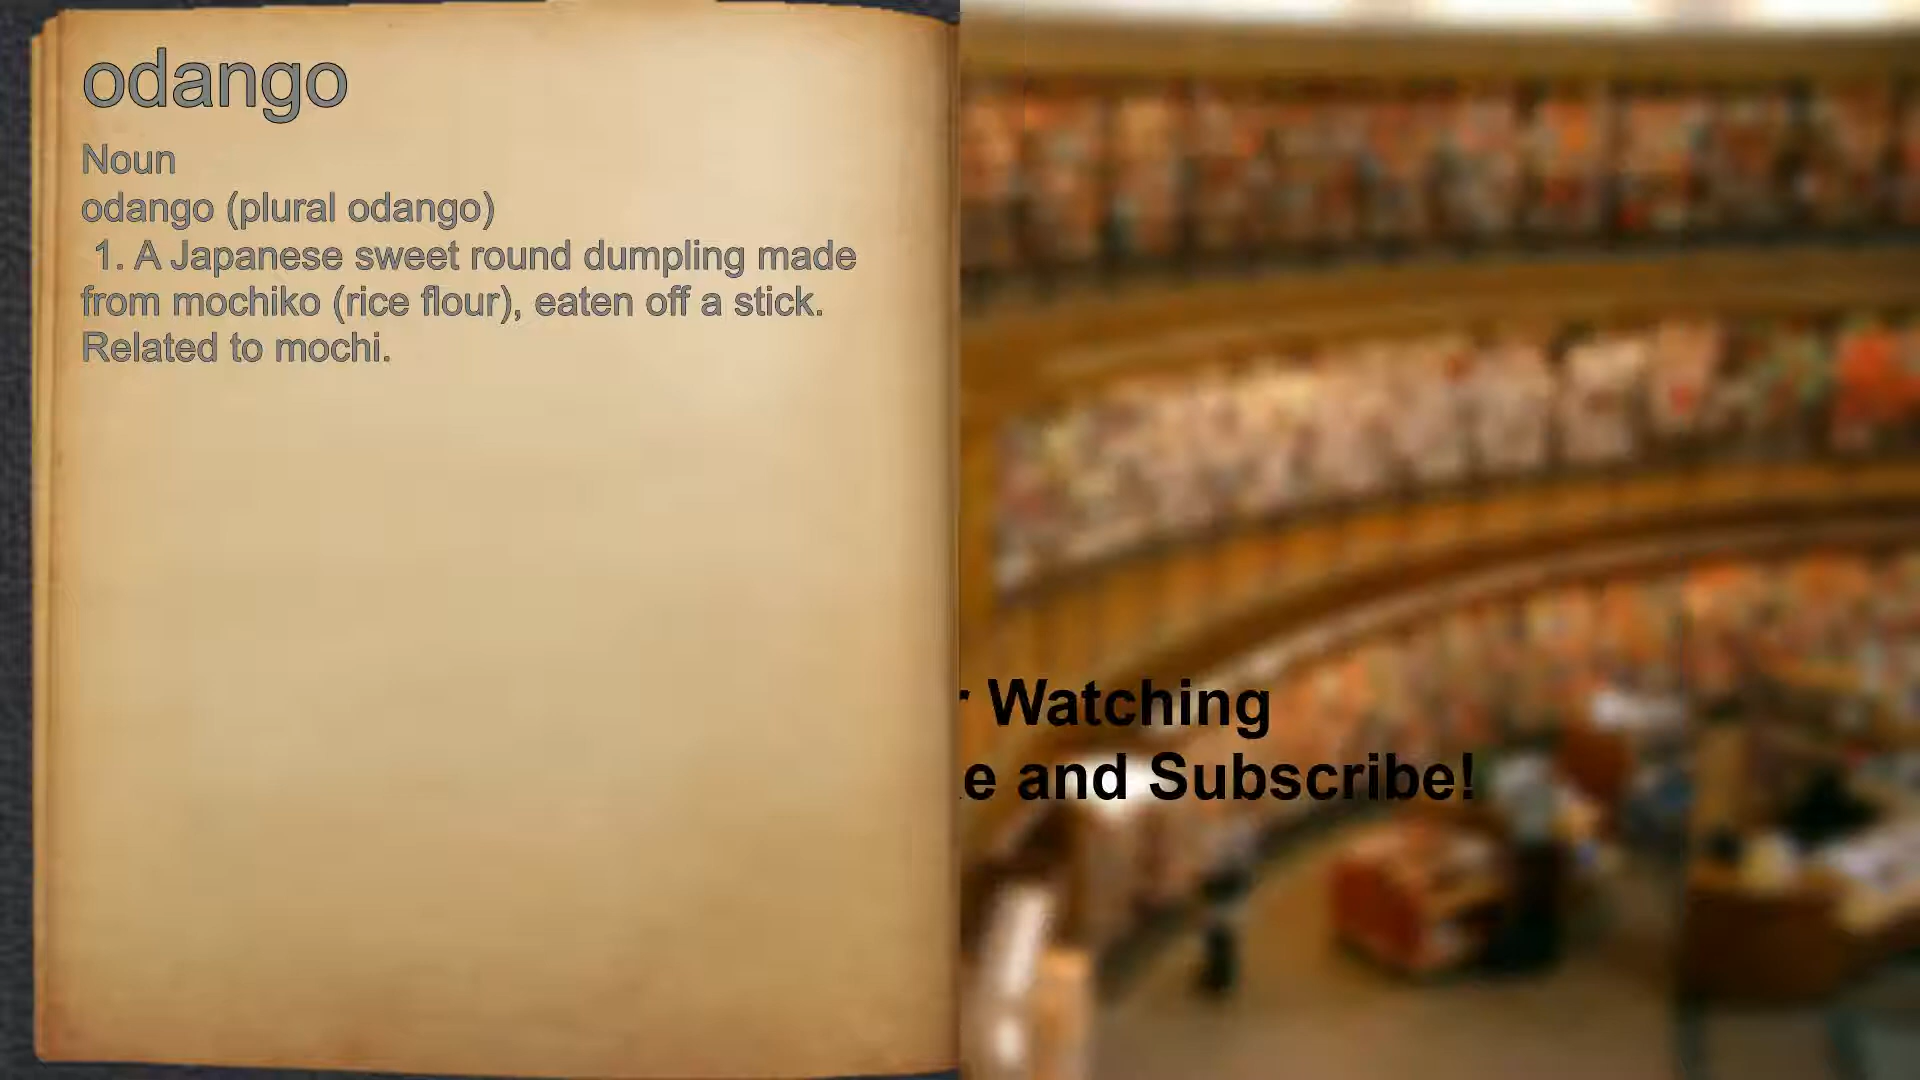 odango
Noun
odango (plural odango)
1. A Japanese sweet round dumpling made
from mochiko (rice flour), eaten off a stick.
Related to mochi.
r Watching
e and Subscribe!